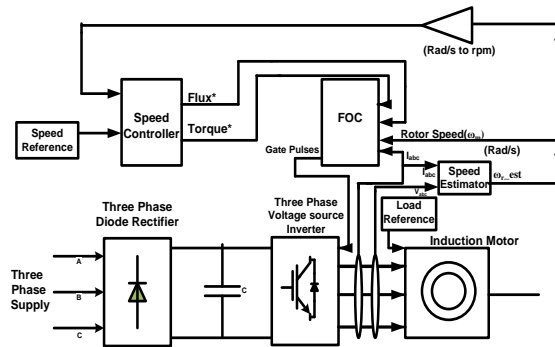 (Rad/s to rpm)
Speed
Controller
Flux*
Torque*
Speed
Reference
FOC
Rotor Speed(ωm)
(Rad/s)
Gate Pulses
Iabc
Iabc
Vabc
Speed
Estimator
ωr_est
Load
Reference
Three Phase
Diode Rectifier
Three Phase
Voltage source
Inverter
Induction Motor
Three
Phase
Supply
A
B
C
C